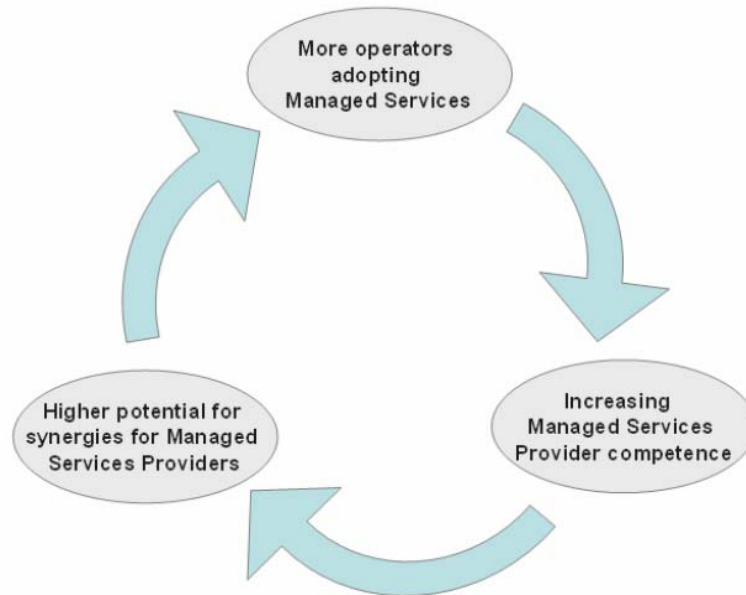 More operators
adopting
Managed Services
Increasing
Managed Services
Provider competence
Higher potential for
synergies for Managed
Services Providers